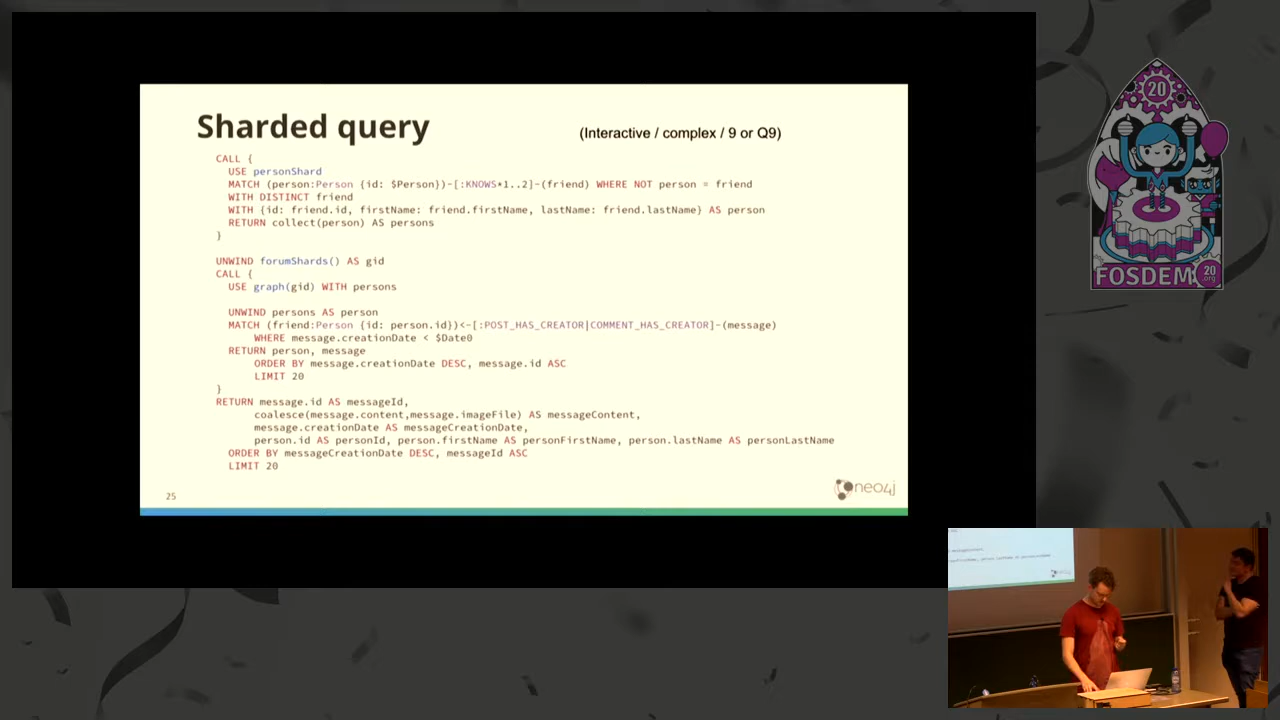 Sharded query
(Interactive / complex / 9 or Q9)
CALL {
USE personShard
MATCH (person:Person {id: $Person})-[:KNOWS*1..2]-(friend) WHERE NOT person = friend
WITH DISTINCT friend
WITH {id: friend.id, firstName: friend.firstName, lastName: friend.lastName} AS person
RETURN collect(person) AS persons
}
UNWIND forumShards() AS gid
CALL {
USE graph(gid) WITH persons
UNWIND persons AS person
MATCH (friend:Person {id: person.id})<-[:POST_HAS_CREATOR|COMMENT_HAS_CREATOR]-(message)
WHERE message.creationDate < $Date0
RETURN person, message
ORDER BY message.creationDate DESC, message.id ASC
LIMIT 20
}
RETURN message.id AS messageId,
coalesce(message.content,message.imageFile) AS messageContent,
message.creationDate AS messageCreationDate,
person.id AS personId, person.firstName AS personFirstName, person.lastName AS personLastName
ORDER BY messageCreationDate DESC, messageId ASC
LIMIT 20
25
neo4j
20
FOSDEM
20
.org